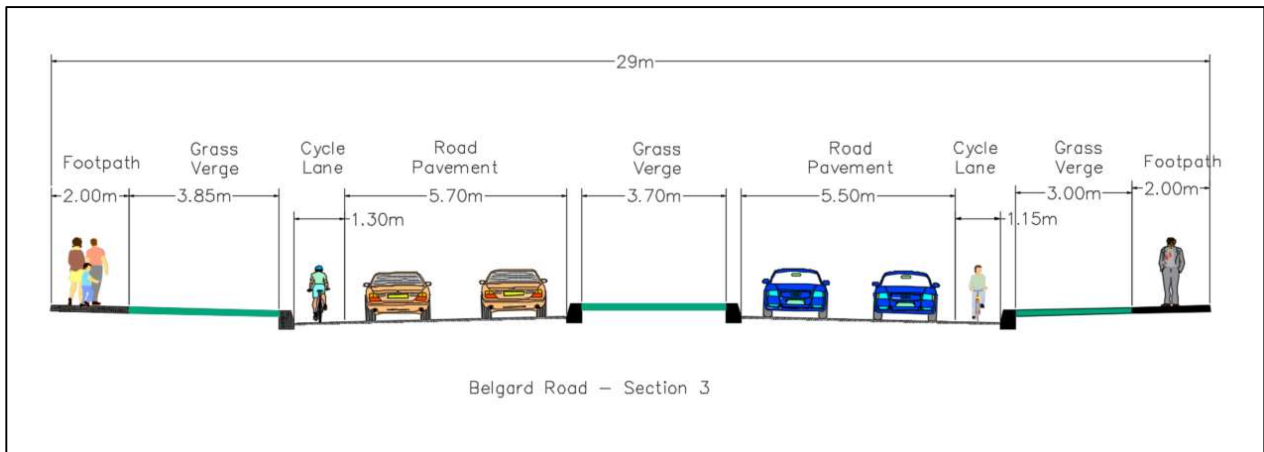 29m
Footpath
Grass
Verge
Cycle
Lane
Road
Pavement
Grass
Verge
Road
Pavement
Cycle
Lane
Grass
Verge
Footpath
2.00m
3.85m
1.30m
5.70m
3.70m
5.50m
1.15m
3.00m
2.00m
Belgard Road – Section 3